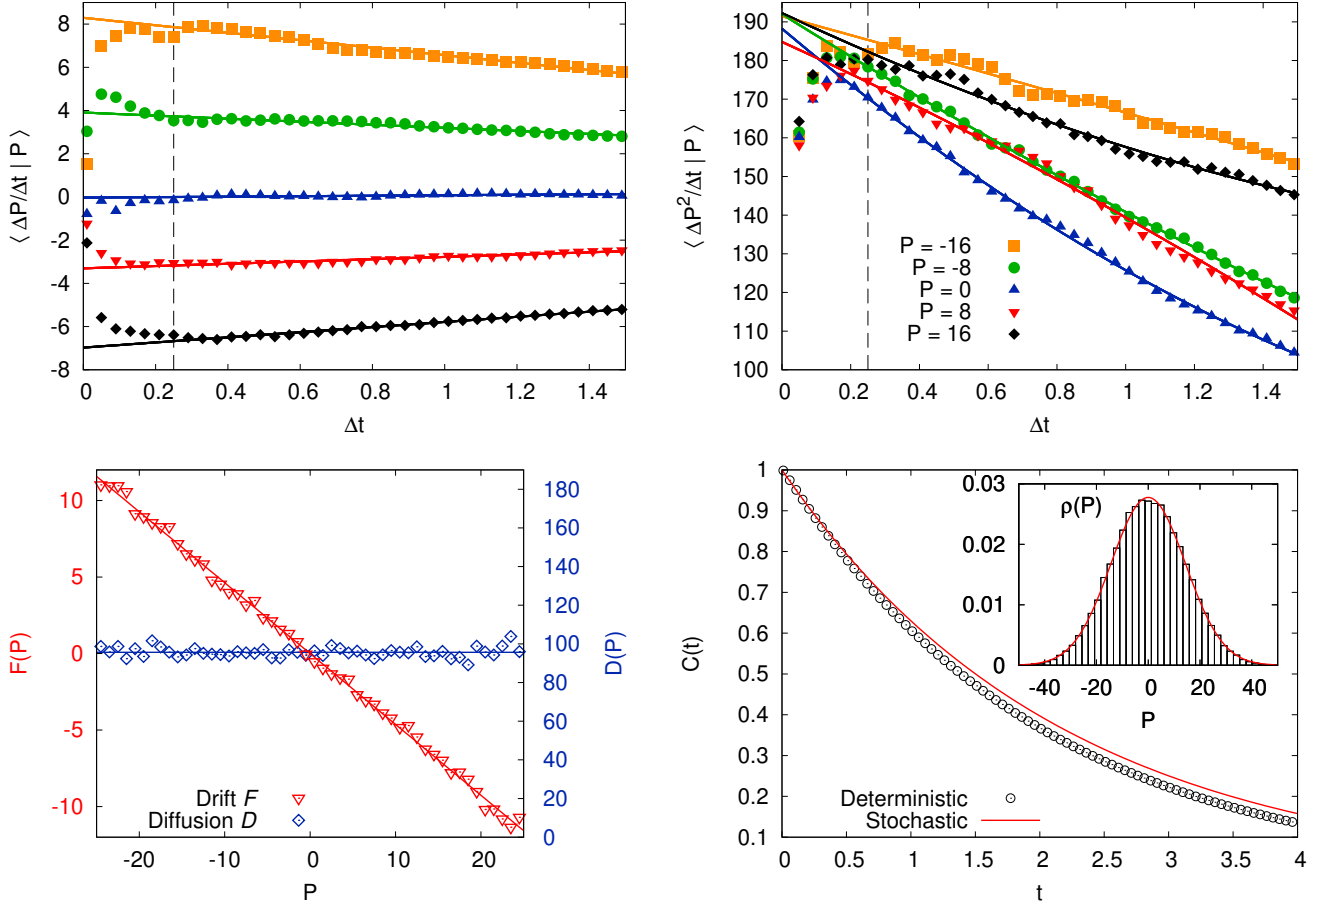 ⟨ ΔP/Δt | P ⟩
8
6
4
2
0
-2
-4
-6
-8
0 0.2 0.4 0.6 0.8 1 1.2 1.4
Δt
⟨ ΔP²/Δt | P ⟩
190
180
170
160
150
140
130
120
110
100
P = -16
P = -8
P = 0
P = 8
P = 16
0 0.2 0.4 0.6 0.8 1 1.2 1.4
Δt
F(P)
10
5
0
-5
-10
Drift F
Diffusion D
-20 -10 0 10 20
P
180
160
140
120
100
80
60
40
20
0
D(P)
C(t)
1
0.9
0.8
0.7
0.6
0.5
0.4
0.3
0.2
0.1
ρ(P)
0.03
0.02
0.01
0
-40 -20 0 20 40
P
Deterministic
Stochastic
0 0.5 1 1.5 2 2.5 3 3.5 4
t